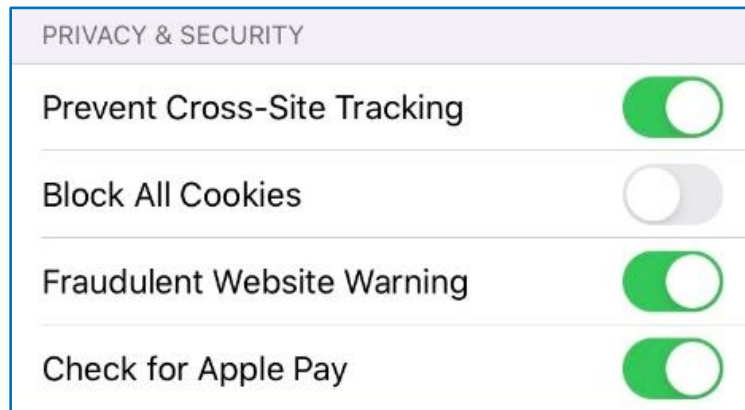 PRIVACY & SECURITY
Prevent Cross-Site Tracking
Block All Cookies
Fraudulent Website Warning
Check for Apple Pay